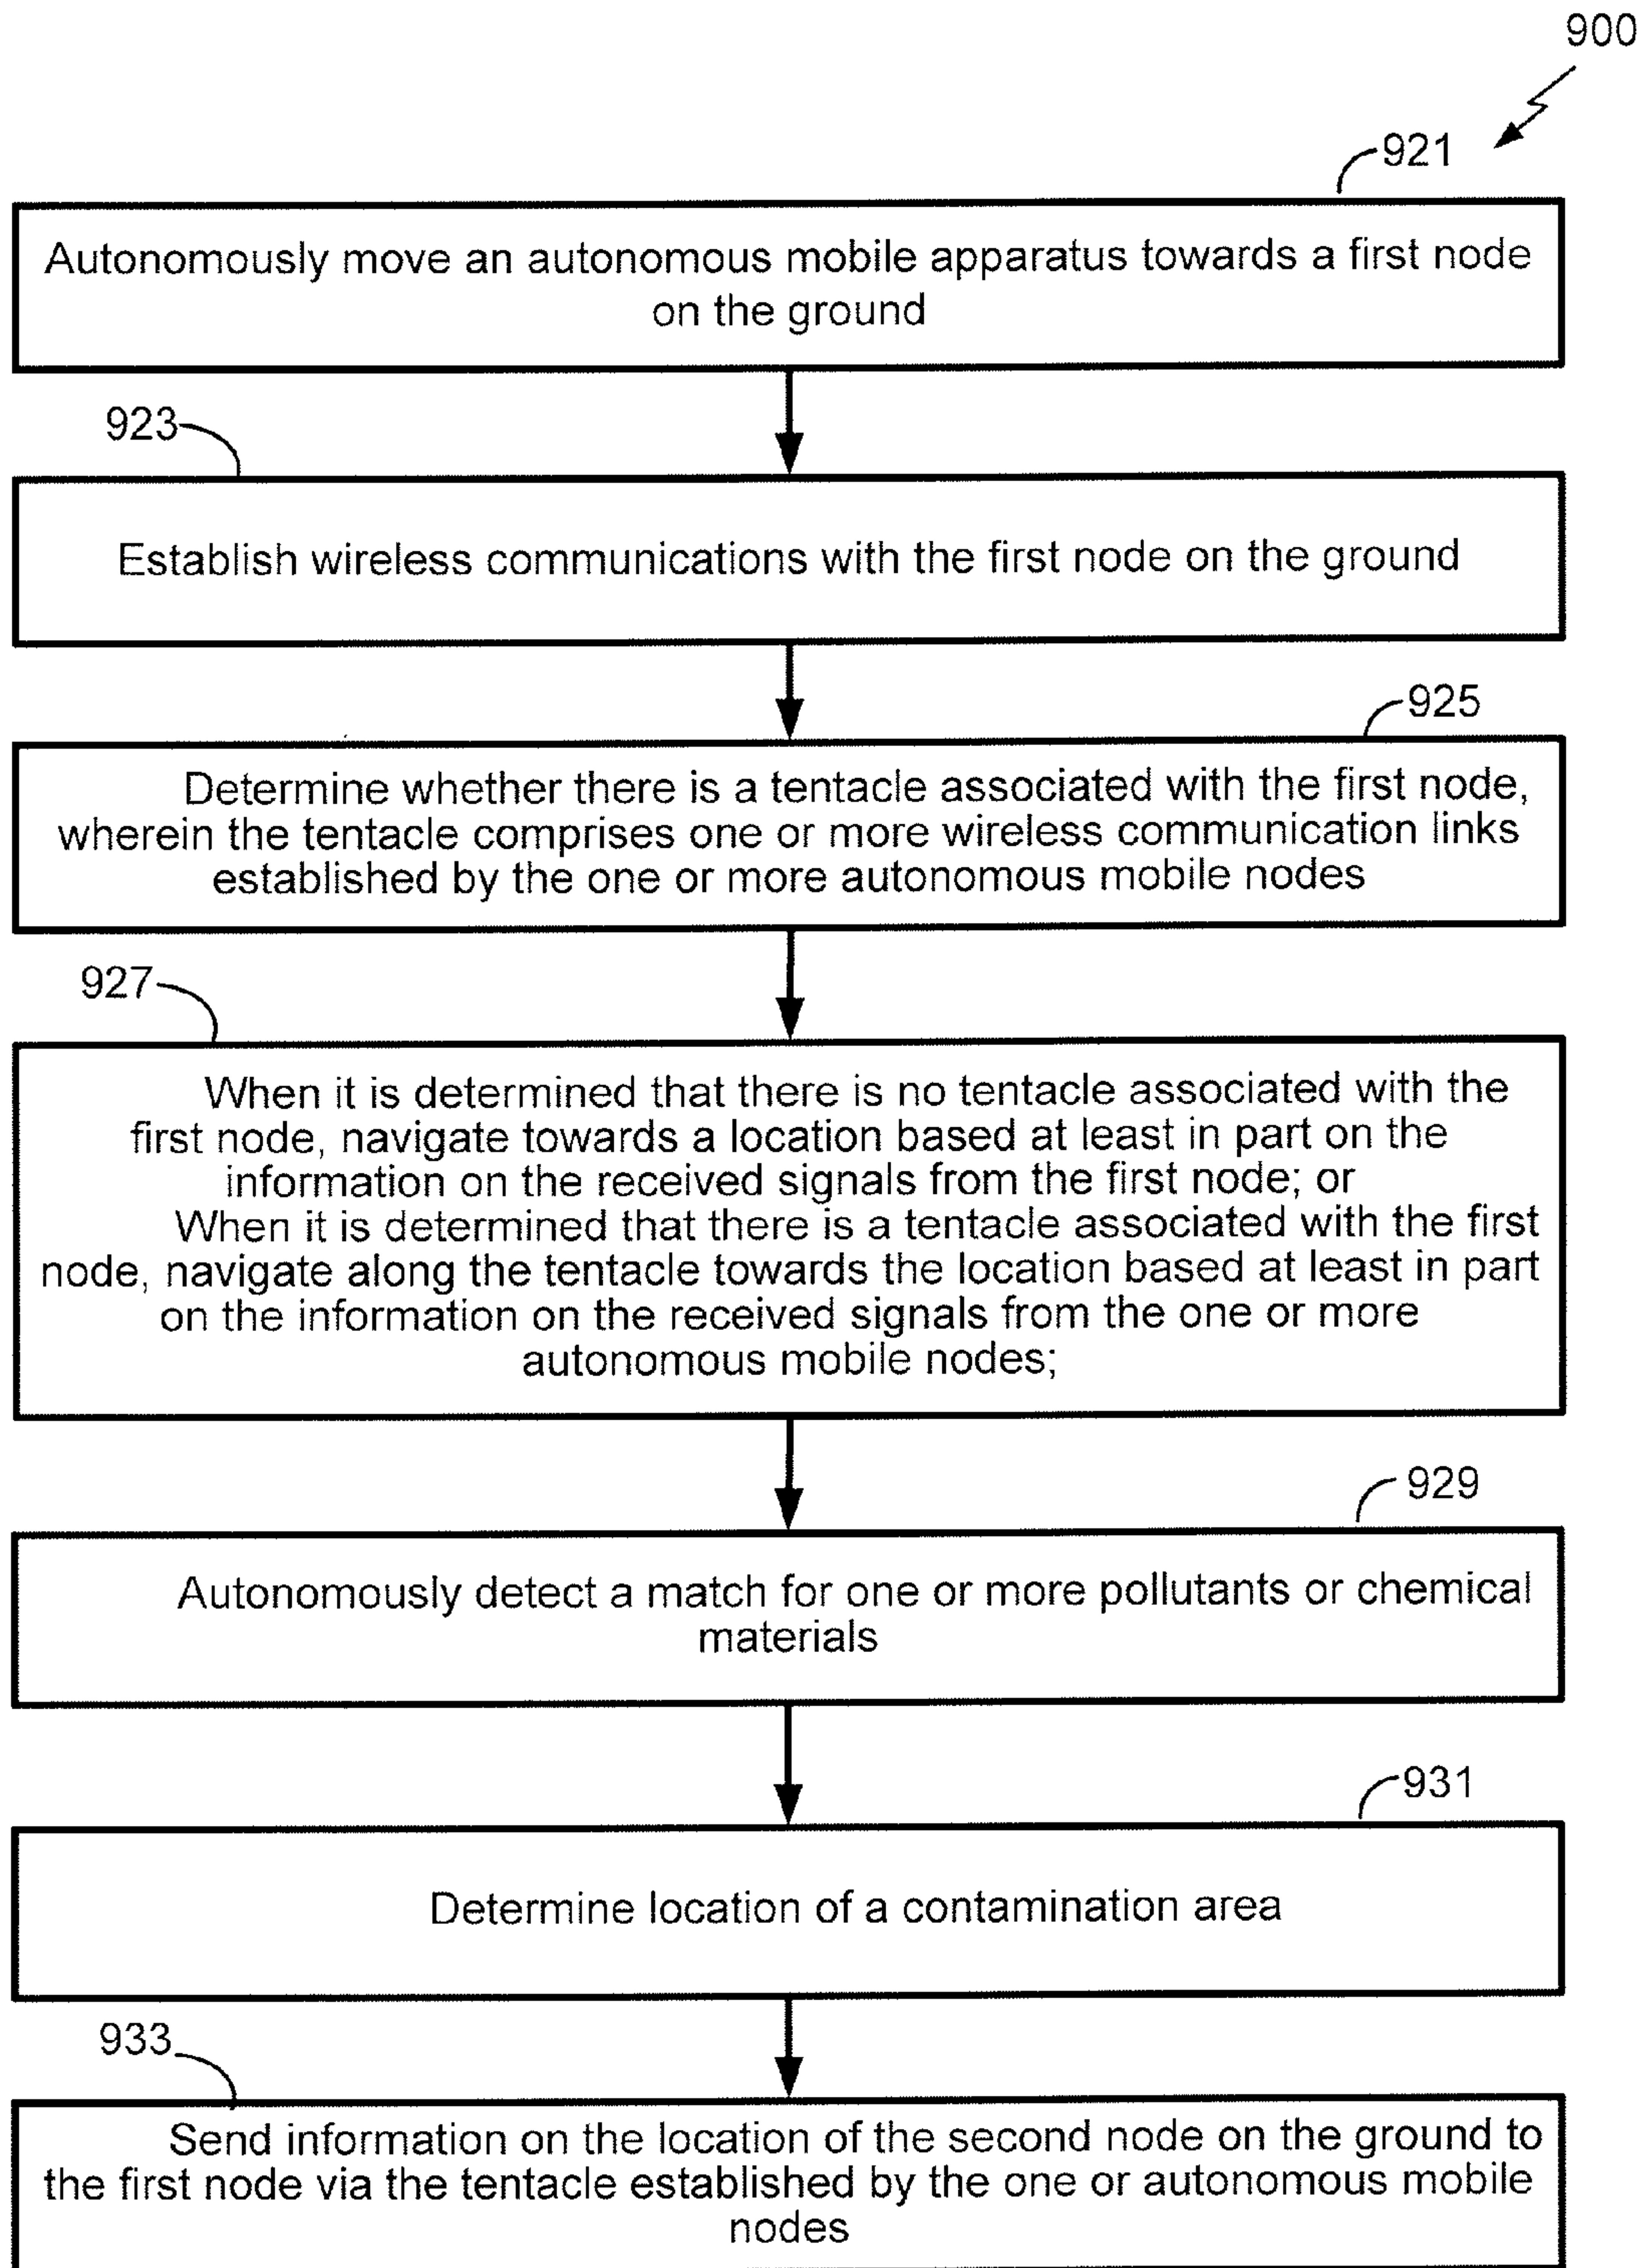 900
921
Autonomously move an autonomous mobile apparatus towards a first node
on the ground
923
Establish wireless communications with the first node on the ground
925
Determine whether there is a tentacle associated with the first node,
wherein the tentacle comprises one or more wireless communication links
established by the one or more autonomous mobile nodes
927
When it is determined that there is no tentacle associated with the
first node, navigate towards a location based at least in part on the
information on the received signals from the first node; or
When it is determined that there is a tentacle associated with the first
node, navigate along the tentacle towards the location based at least in part
on the information on the received signals from the one or more
autonomous mobile nodes;
929
Autonomously detect a match for one or more pollutants or chemical
materials
931
Determine location of a contamination area
933
Send information on the location of the second node on the ground to
the first node via the tentacle established by the one or autonomous mobile
nodes